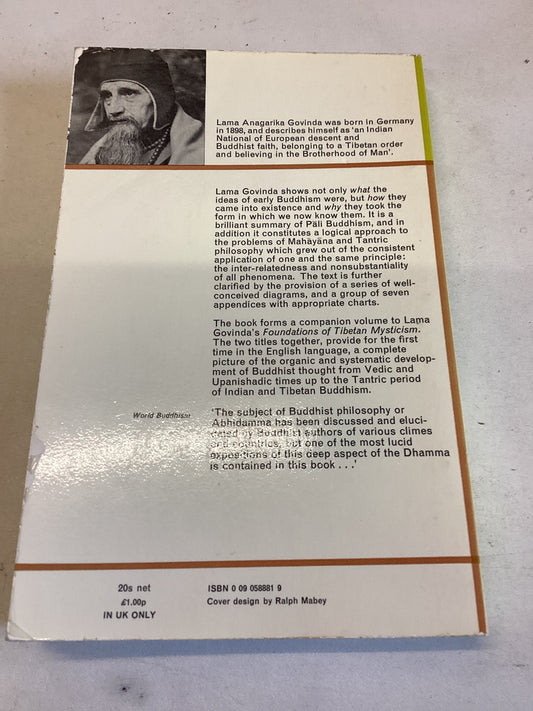 Lama Anagarika Govinda was born in Germany
in 1898, and describes himself as 'an Indian
National of European descent and
Buddhist faith, belonging to a Tibetan order
and believing in the Brotherhood of Man'.
Lama Govinda shows not only what the
ideas of early Buddhism were, but how they
came into existence and why they took the
form in which we now know them. It is a
brilliant summary of Pāli Buddhism, and in
addition it constitutes a logical approach to
the problems of Mahāyāna and Tantric
philosophy which grew out of the consistent
application of one and the same principle:
the inter-relatedness and nonsubstantiality
of all phenomena. The text is further
clarified by the provision of a series of well-
conceived diagrams, and a group of seven
appendices with appropriate charts.
The book forms a companion volume to Lama
Govinda's Foundations of Tibetan Mysticism.
The two titles together, provide for the first
time in the English language, a complete
picture of the organic and systematic develop-
ment of Buddhist thought from Vedic and
Upanishadic times up to the Tantric period
of Indian and Tibetan Buddhism.
World Buddhism
'The subject of Buddhist philosophy or
Abhidamma has been discussed and eluci-
dated by Buddhist authors of various climes
and countries, but one of the most lucid
expositions of this deep aspect of the Dhamma
is contained in this book . . .'
20s net
£1.00p
IN UK ONLY
ISBN 0 09 058881 9
Cover design by Ralph Mabey